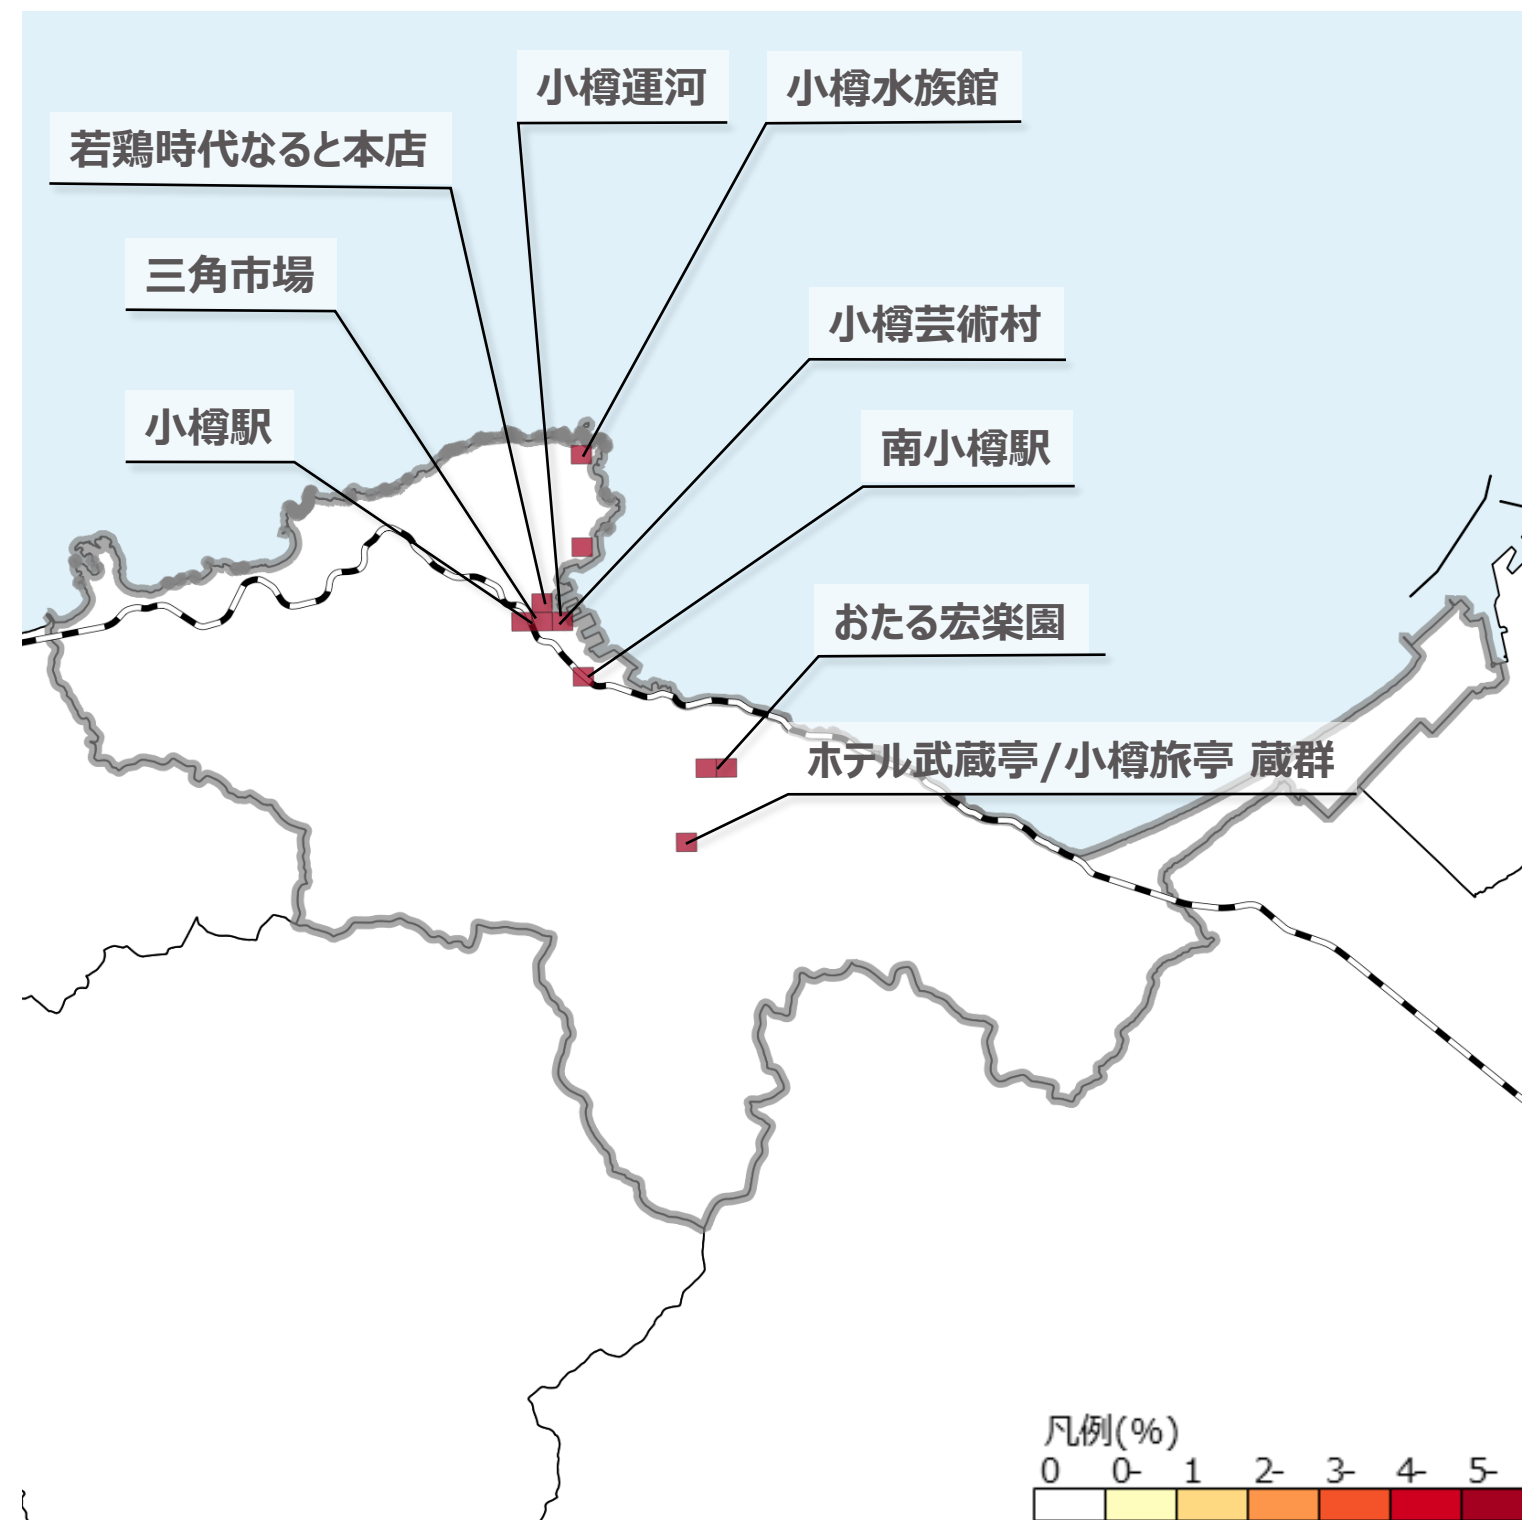 小樽運河
小樽水族館
若鶏時代なると本店
三角市場
小樽芸術村
小樽駅
南小樽駅
おたる宏楽園
ホテル武蔵亭/小樽旅亭 蔵群
凡例(%)
0 0- 1 2- 3- 4- 5-